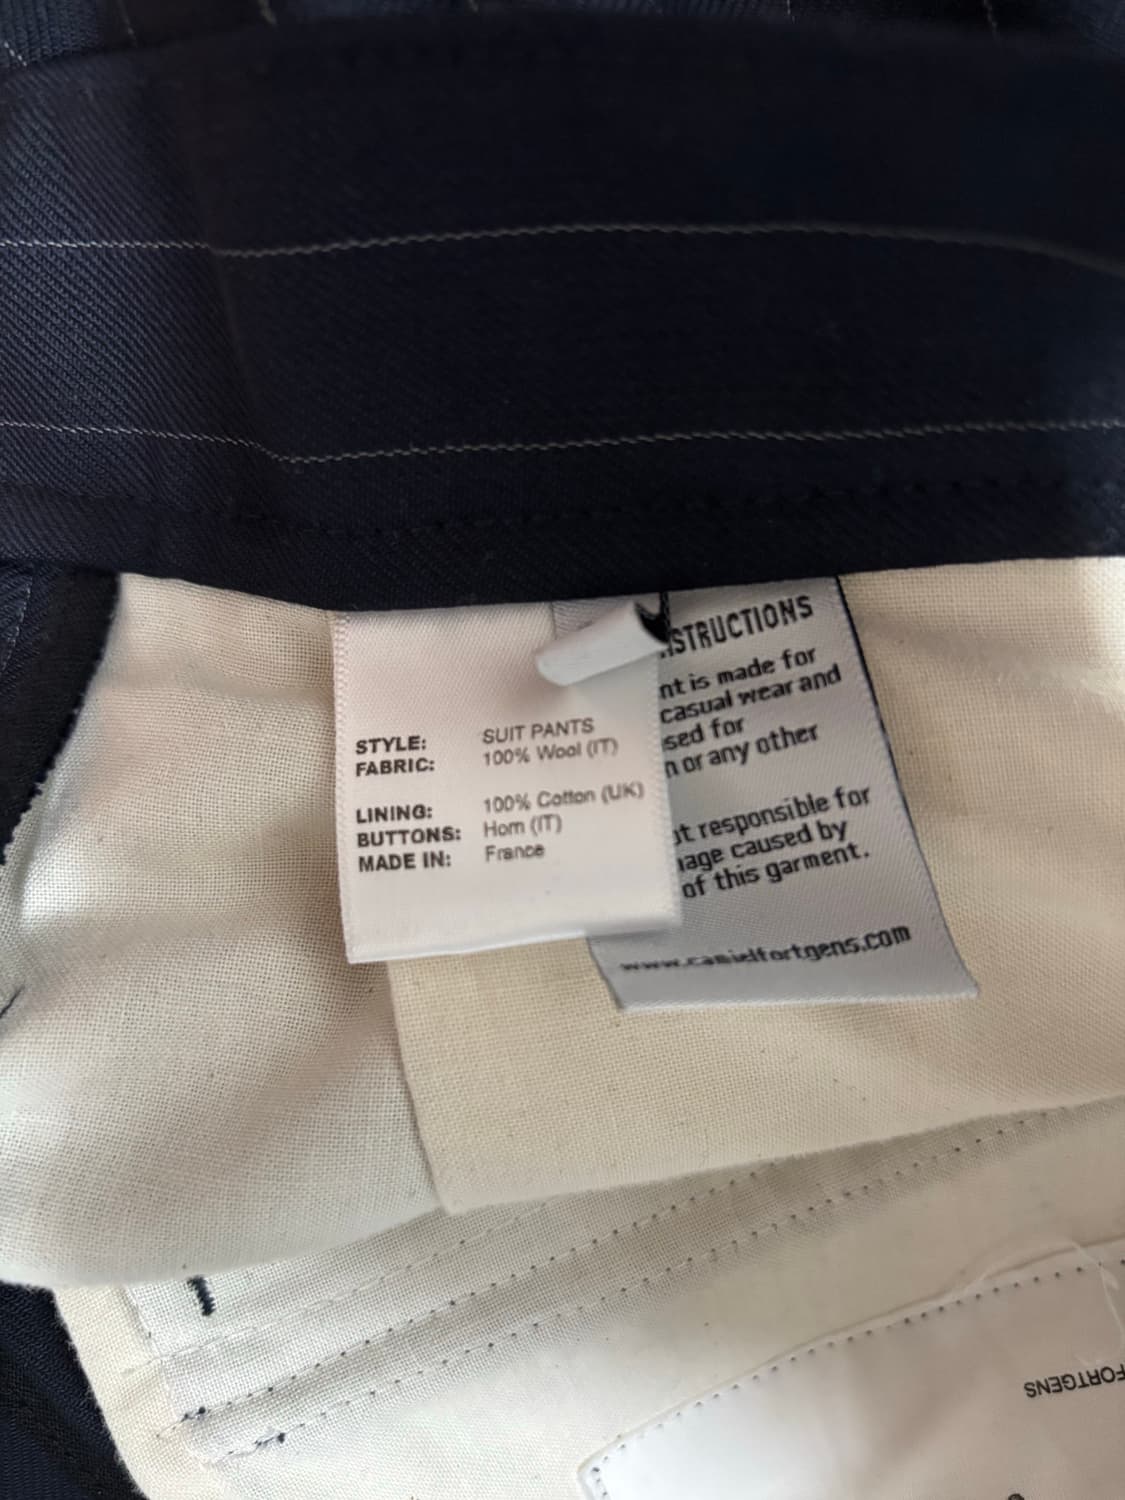 STYLE: SUIT PANTS
FABRIC: 100% Wool (IT)
LINING: 100% Cotton (UK)
BUTTONS: Horn (IT)
MADE IN: France
STRUCTIONS
nt is made for
casual wear and
sed for
n or any other
t responsible for
age caused by
of this garment.
www.camielfortgens.com
FORTGENS